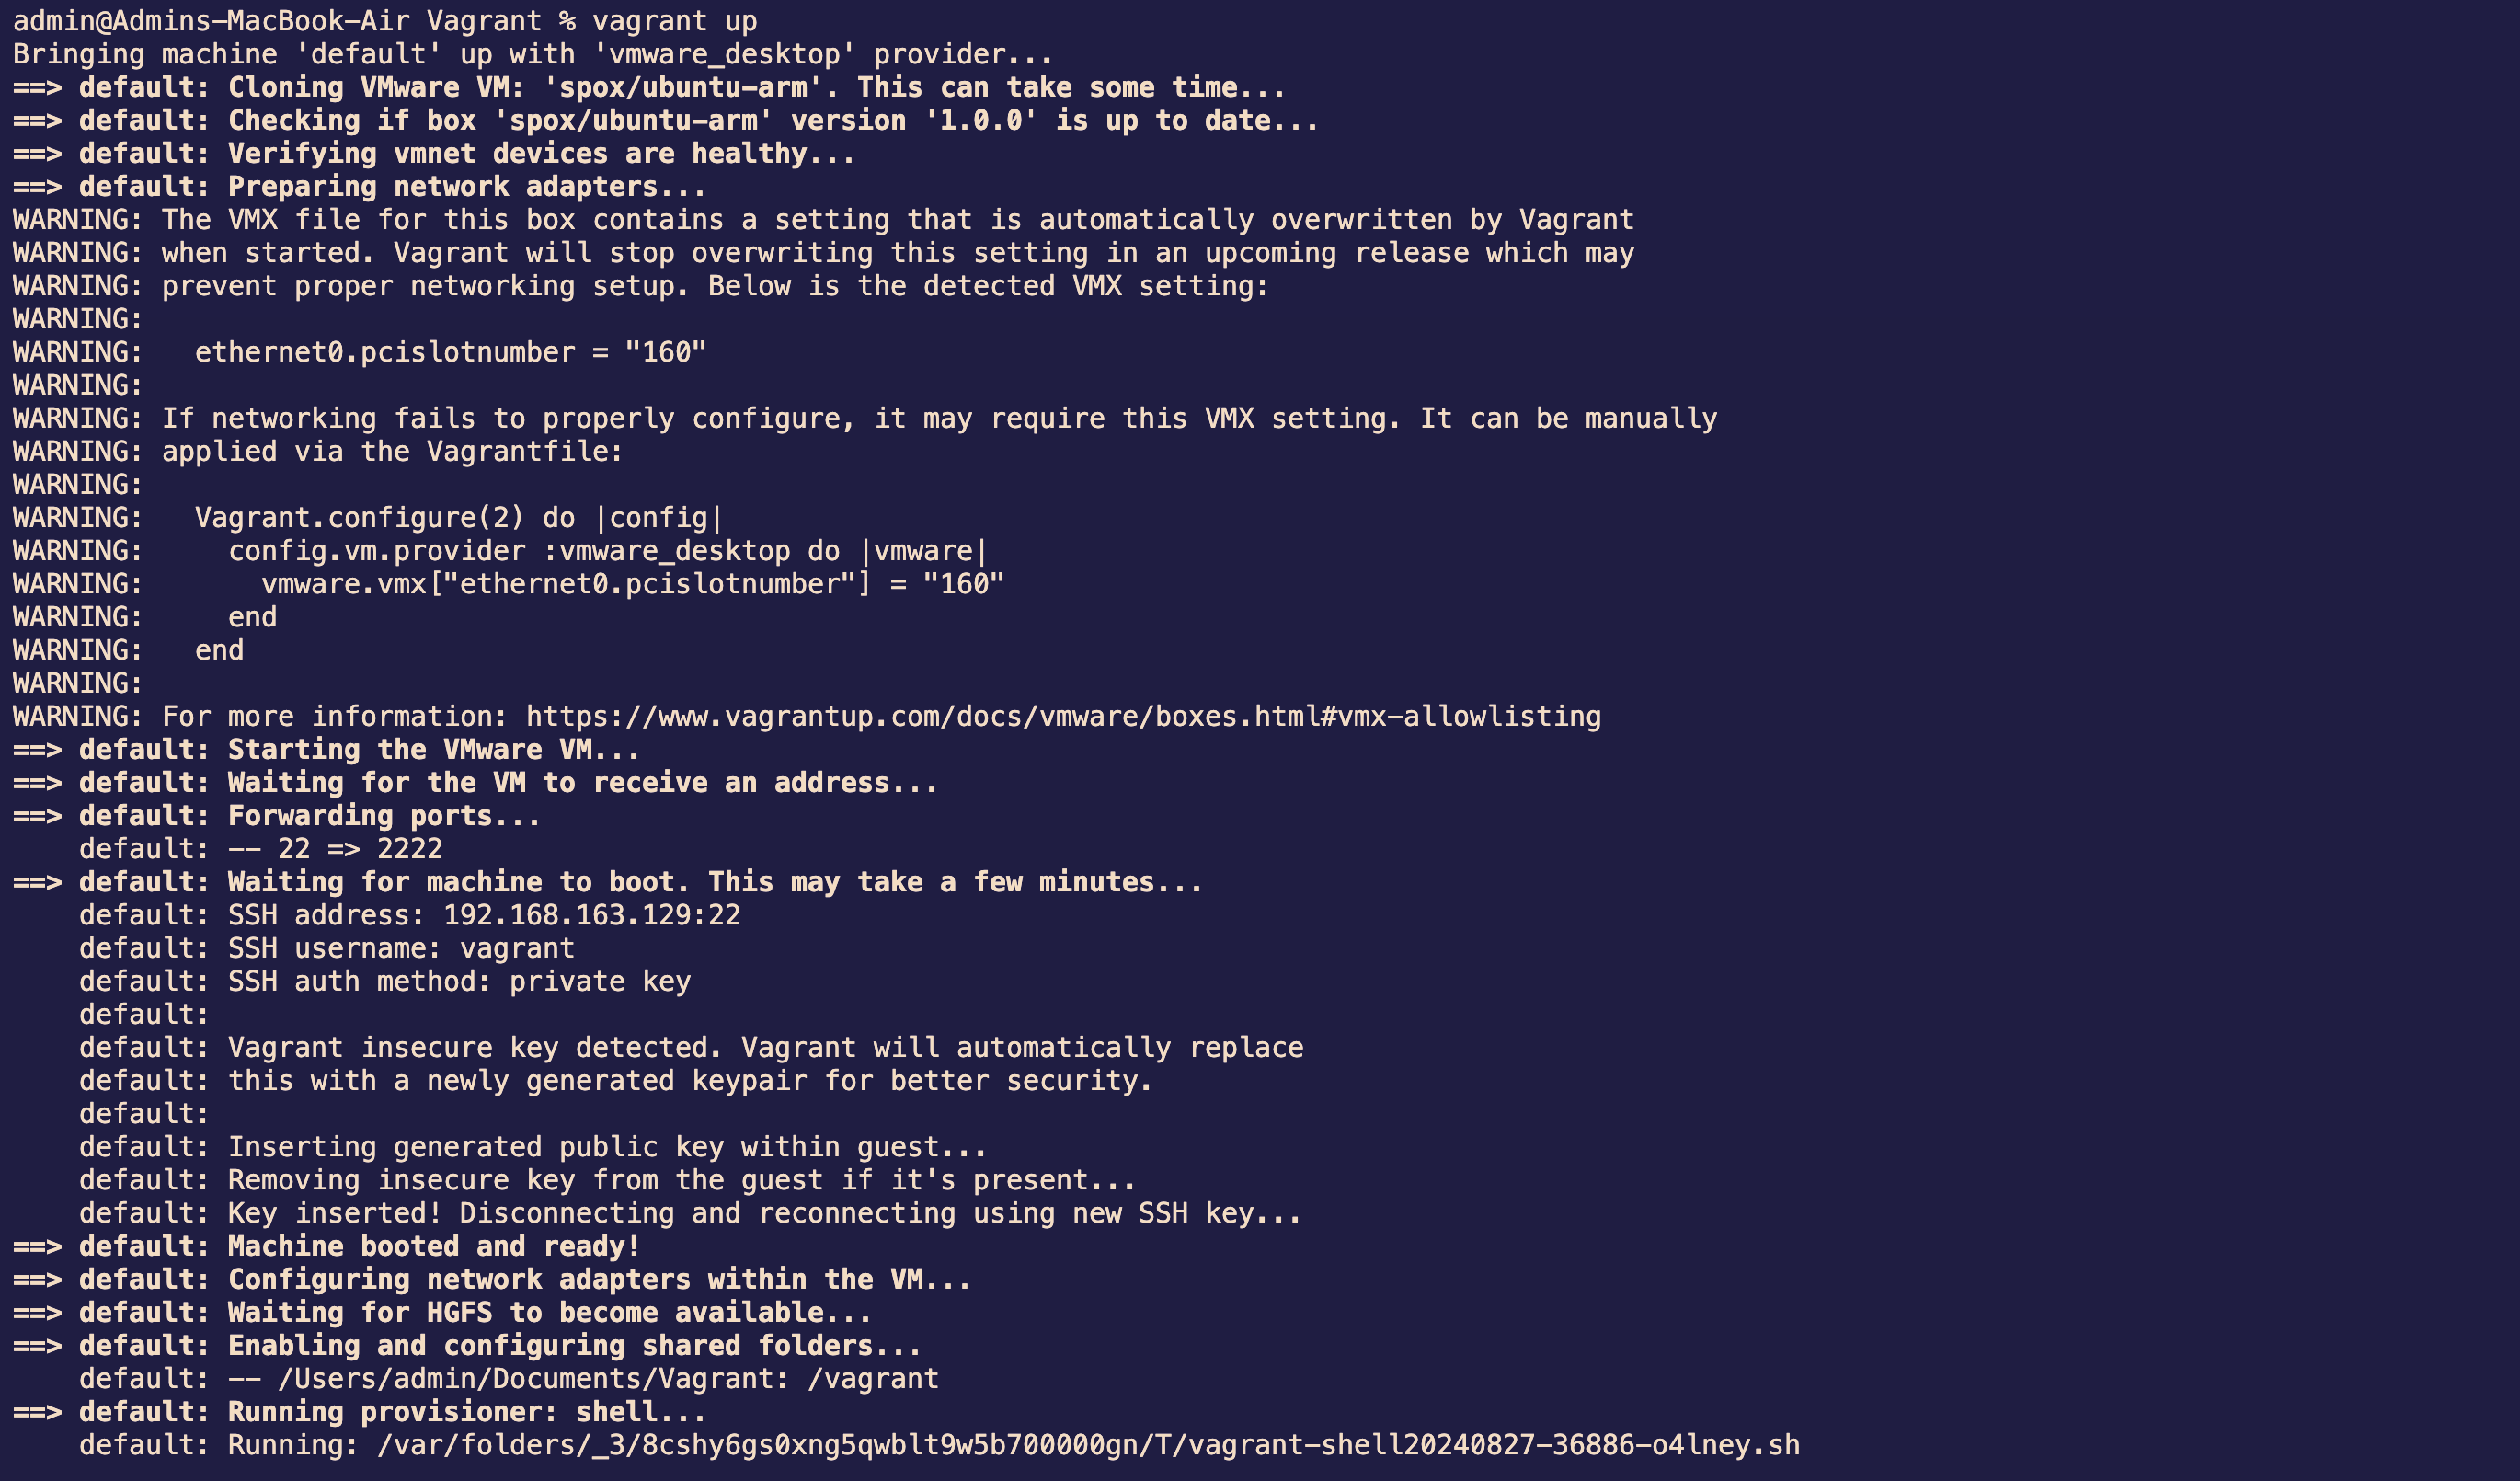 admin@Admins-MacBook-Air Vagrant % vagrant up
Bringing machine 'default' up with 'vmware_desktop' provider...
==> default: Cloning VMware VM: 'spox/ubuntu-arm'. This can take some time...
==> default: Checking if box 'spox/ubuntu-arm' version '1.0.0' is up to date...
==> default: Verifying vmnet devices are healthy...
==> default: Preparing network adapters...
WARNING: The VMX file for this box contains a setting that is automatically overwritten by Vagrant
WARNING: when started. Vagrant will stop overwriting this setting in an upcoming release which may
WARNING: prevent proper networking setup. Below is the detected VMX setting:
WARNING:
WARNING:   ethernet0.pcislotnumber = "160"
WARNING:
WARNING: If networking fails to properly configure, it may require this VMX setting. It can be manually
WARNING: applied via the Vagrantfile:
WARNING:
WARNING:   Vagrant.configure(2) do |config|
WARNING:     config.vm.provider :vmware_desktop do |vmware|
WARNING:       vmware.vmx["ethernet0.pcislotnumber"] = "160"
WARNING:     end
WARNING:   end
WARNING:
WARNING: For more information: https://www.vagrantup.com/docs/vmware/boxes.html#vmx-allowlisting
==> default: Starting the VMware VM...
==> default: Waiting for the VM to receive an address...
==> default: Forwarding ports...
    default: -- 22 => 2222
==> default: Waiting for machine to boot. This may take a few minutes...
    default: SSH address: 192.168.163.129:22
    default: SSH username: vagrant
    default: SSH auth method: private key
    default:
    default: Vagrant insecure key detected. Vagrant will automatically replace
    default: this with a newly generated keypair for better security.
    default:
    default: Inserting generated public key within guest...
    default: Removing insecure key from the guest if it's present...
    default: Key inserted! Disconnecting and reconnecting using new SSH key...
==> default: Machine booted and ready!
==> default: Configuring network adapters within the VM...
==> default: Waiting for HGFS to become available...
==> default: Enabling and configuring shared folders...
    default: -- /Users/admin/Documents/Vagrant: /vagrant
==> default: Running provisioner: shell...
    default: Running: /var/folders/_3/8cshy6gs0xng5qwblt9w5b700000gn/T/vagrant-shell20240827-36886-o4lney.sh